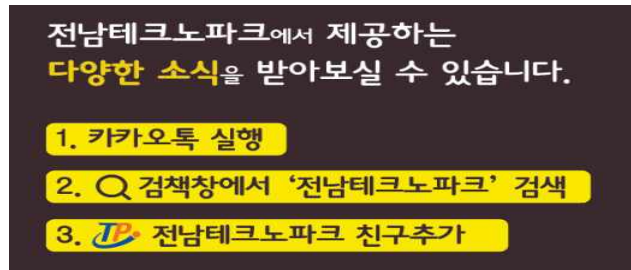 전남테크노파크에서 제공하는
다양한 소식을 받아보실 수 있습니다.
1. 카카오톡 실행
2. 검책창에서 '전남테크노파크' 검색
3. TP 전남테크노파크 친구추가